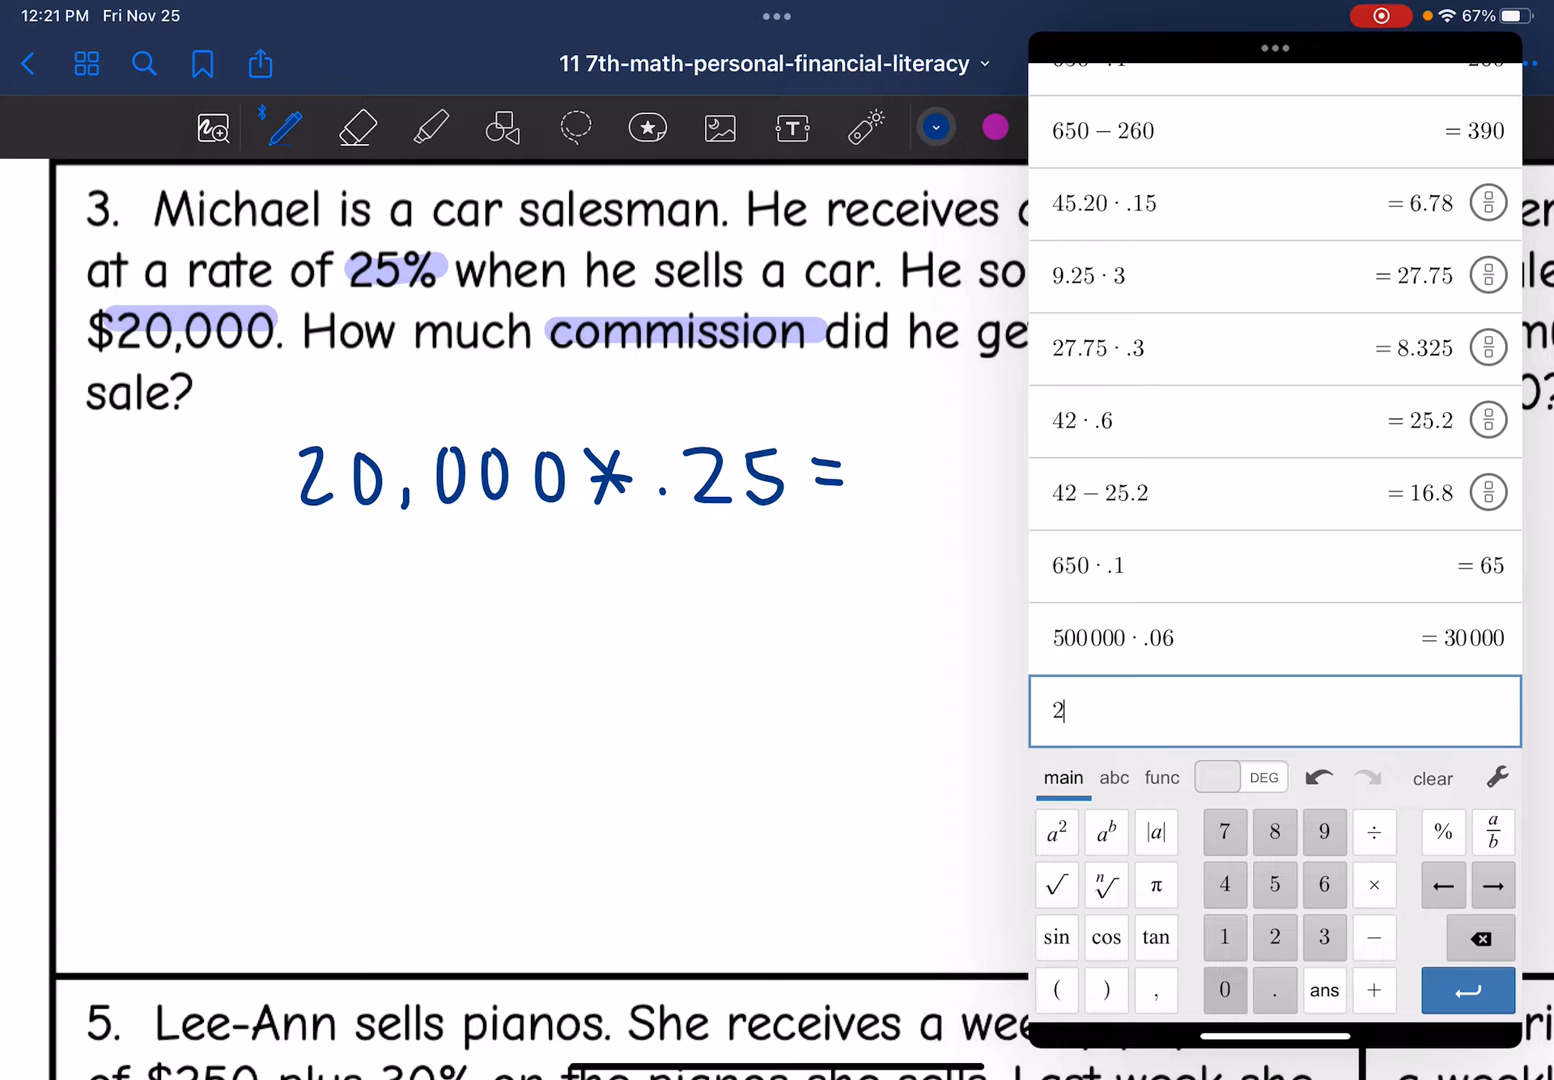 12:21 PM Fri Nov 25
67%
11 7th-math-personal-financial-literacy
3. Michael is a car salesman. He receives
at a rate of 25% when he sells a car. He so
$20,000. How much commission did he ge
sale?
20,000 * .25 =
5. Lee-Ann sells pianos. She receives a wee
650 − 260 = 390
45.20 · .15 = 6.78
9.25 · 3 = 27.75
27.75 · .3 = 8.325
42 · .6 = 25.2
42 − 25.2 = 16.8
650 · .1 = 65
500000 · .06 = 30000
2
main abc func DEG clear
a² aᵇ |a| 7 8 9 ÷ % a/b
√ ⁿ√ π 4 5 6 × ← →
sin cos tan 1 2 3 −
( ) , 0 . ans +